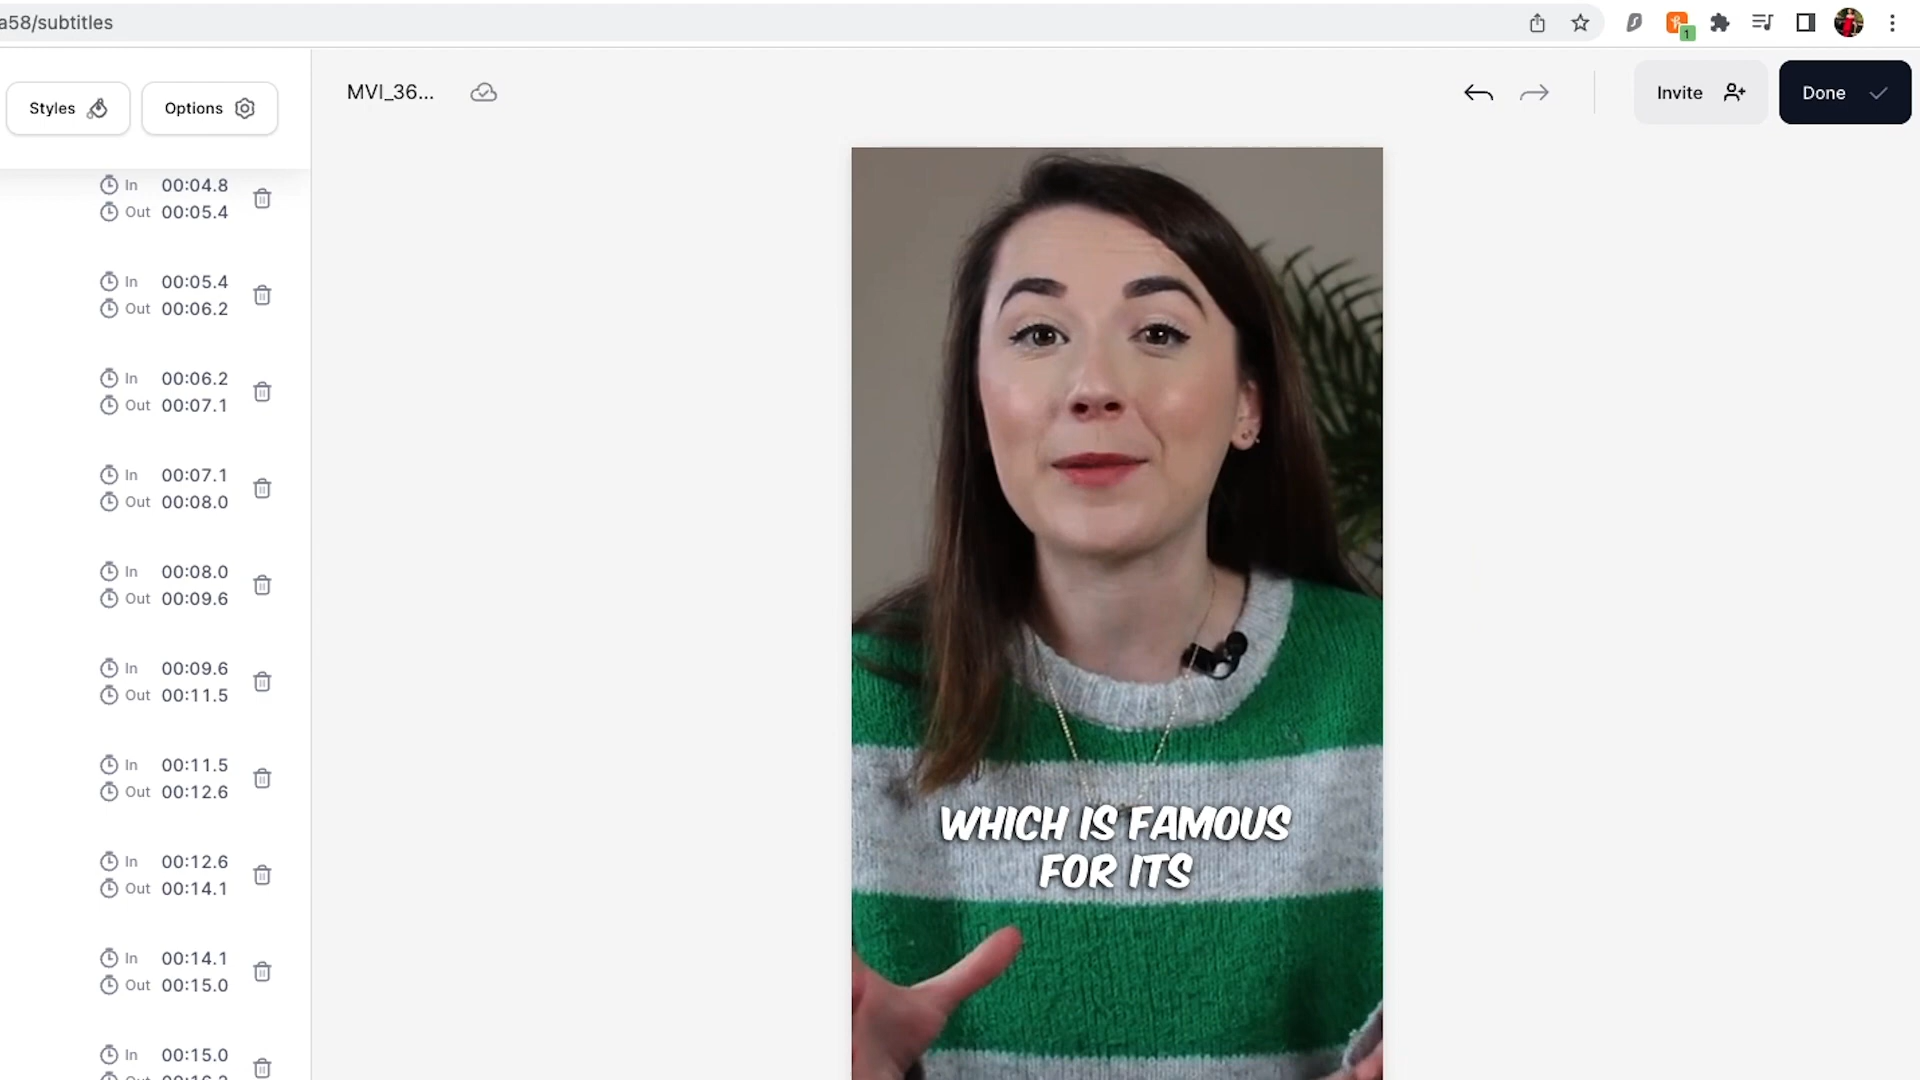 a58/subtitles
1
Styles
Options
MVI_36...
Invite
Done
In 00:04.8
Out 00:05.4
In 00:05.4
Out 00:06.2
In 00:06.2
Out 00:07.1
In 00:07.1
Out 00:08.0
In 00:08.0
Out 00:09.6
In 00:09.6
Out 00:11.5
In 00:11.5
Out 00:12.6
In 00:12.6
Out 00:14.1
In 00:14.1
Out 00:15.0
In 00:15.0
WHICH IS FAMOUS
FOR ITS